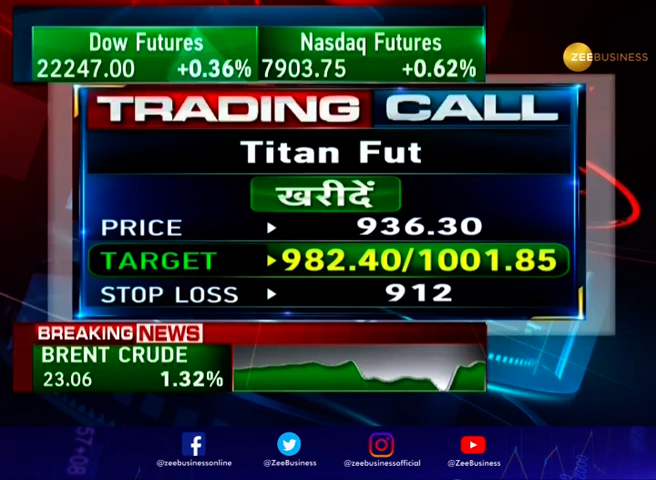 Dow Futures
22247.00 +0.36%
Nasdaq Futures
7903.75 +0.62%
ZEEBUSINESS
TRADING CALL
Titan Fut
खरीदें
PRICE 936.30
TARGET 982.40/1001.85
STOP LOSS 912
BREAKING NEWS
BRENT CRUDE
23.06 1.32%
@zeebusinessonline
@ZeeBusiness
@zeebusinessofficial
@ZeeBusiness